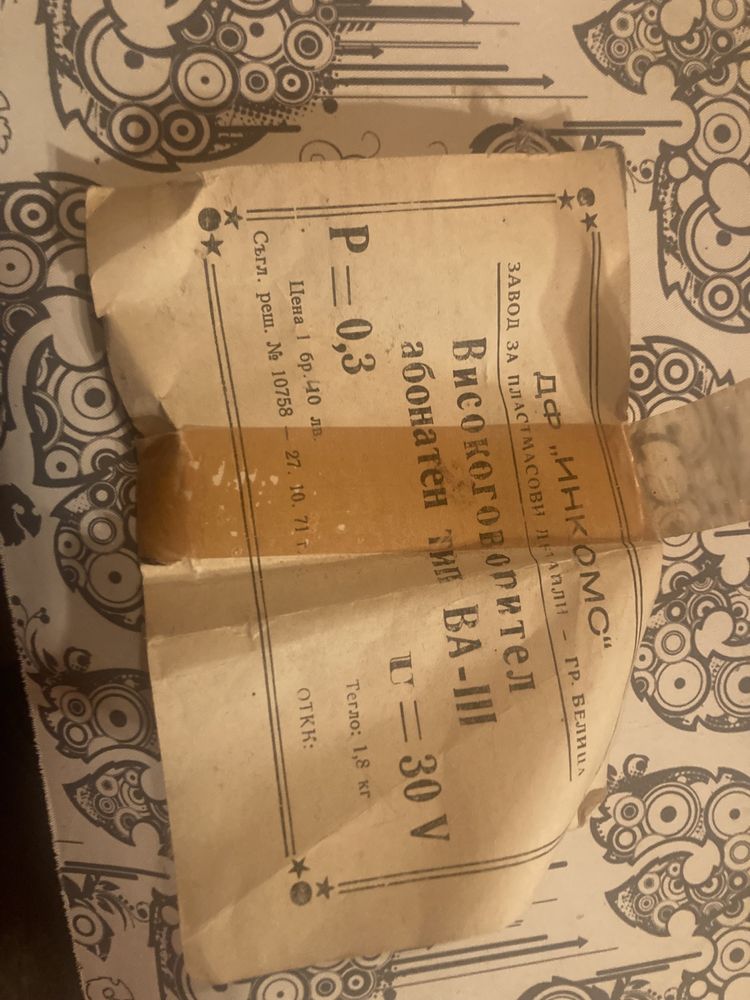 ДФ „ИНКОМС“
ЗАВОД ЗА ПЛАСТМАСОВИ ДЕТАЙЛИ – ГР. БЕЛИЦА
Високоговорител
абонатен тип ВА-III
P = 0,3
U = 30 V
Цена 1 бр. 40 лв.
Тегло: 1,8 кг
Съгл. реш. № 10758 – 27. 10. 71 г.
ОТКК: